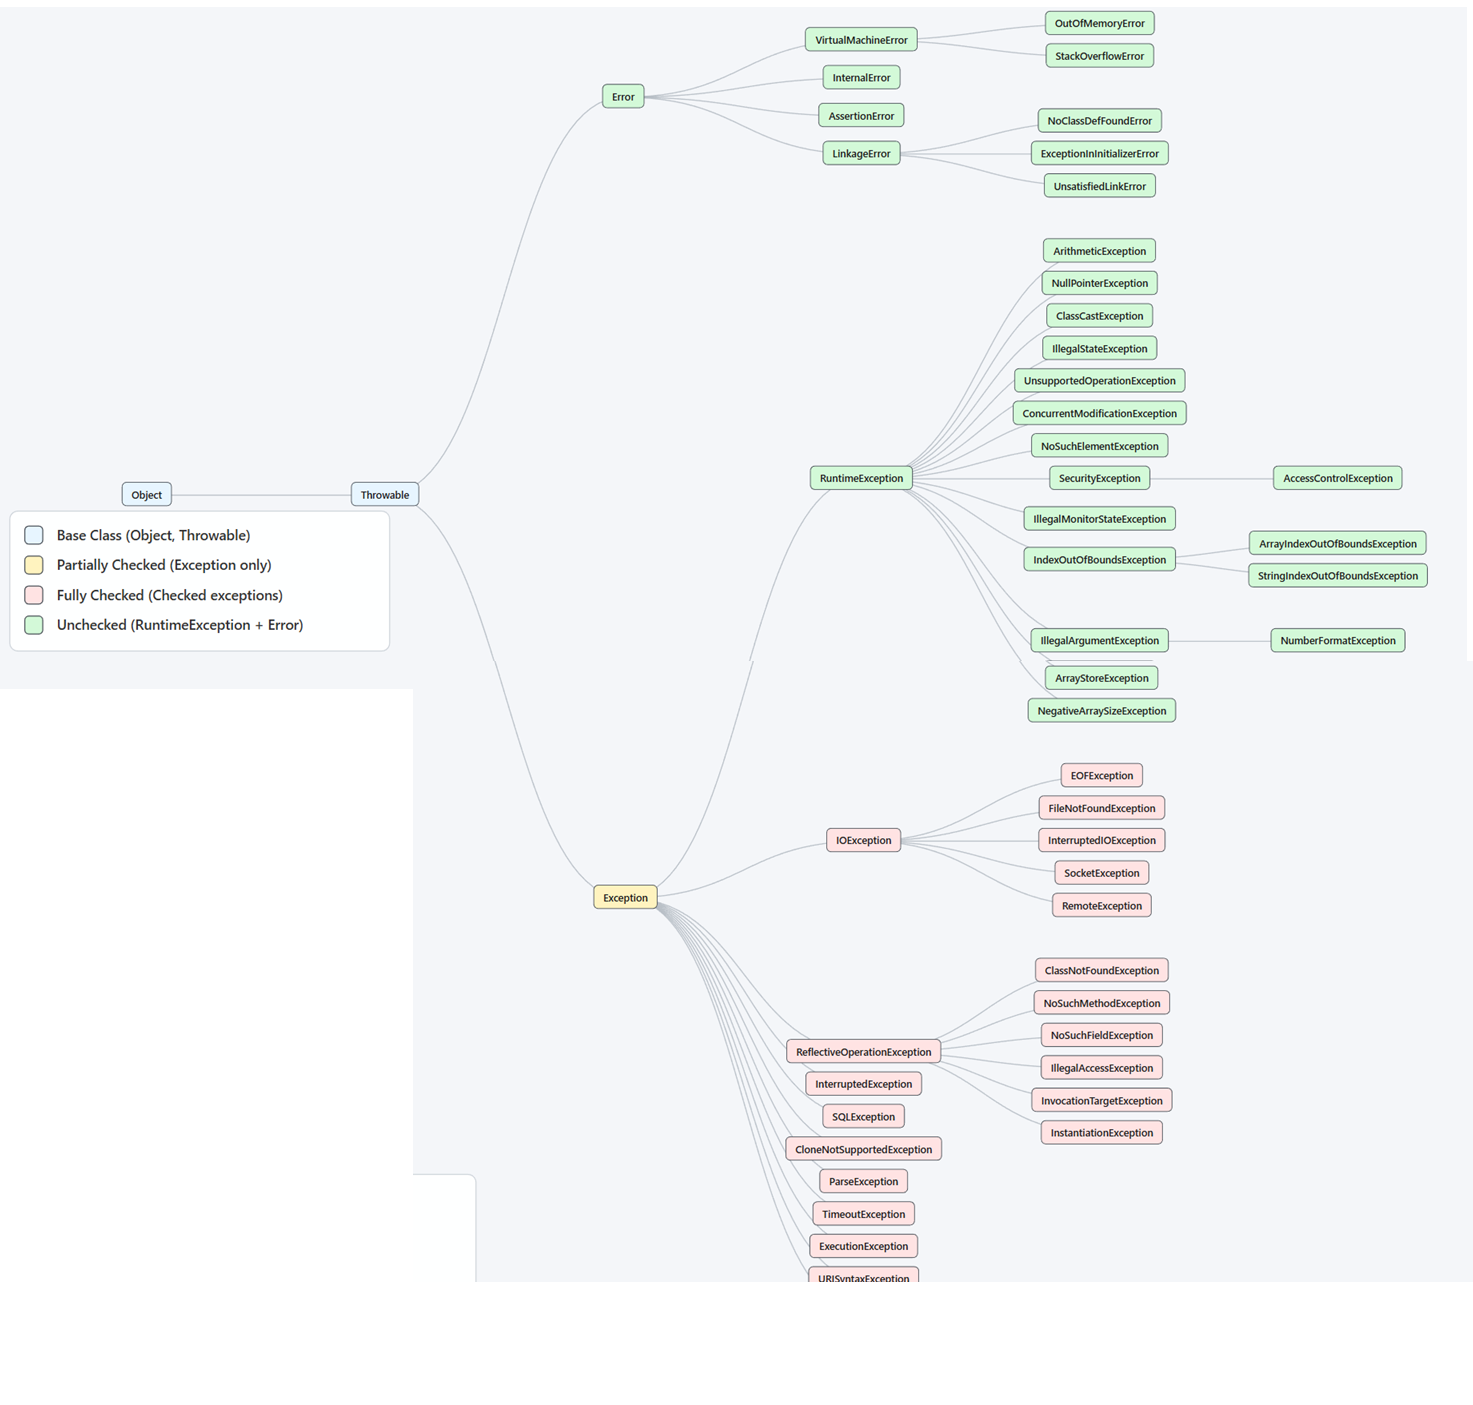 OutOfMemoryError
VirtualMachineError
StackOverflowError
InternalError
Error
AssertionError
NoClassDefFoundError
LinkageError
ExceptionInInitializerError
UnsatisfiedLinkError
ArithmeticException
NullPointerException
ClassCastException
IllegalStateException
UnsupportedOperationException
ConcurrentModificationException
NoSuchElementException
RuntimeException
SecurityException
AccessControlException
Object
Throwable
IllegalMonitorStateException
Base Class (Object, Throwable)
Partially Checked (Exception only)
Fully Checked (Checked exceptions)
Unchecked (RuntimeException + Error)
ArrayIndexOutOfBoundsException
IndexOutOfBoundsException
StringIndexOutOfBoundsException
IllegalArgumentException
NumberFormatException
ArrayStoreException
NegativeArraySizeException
EOFException
FileNotFoundException
IOException
InterruptedIOException
SocketException
Exception
RemoteException
ClassNotFoundException
NoSuchMethodException
NoSuchFieldException
ReflectiveOperationException
IllegalAccessException
InterruptedException
InvocationTargetException
SQLException
InstantiationException
CloneNotSupportedException
ParseException
TimeoutException
ExecutionException
URISyntaxException